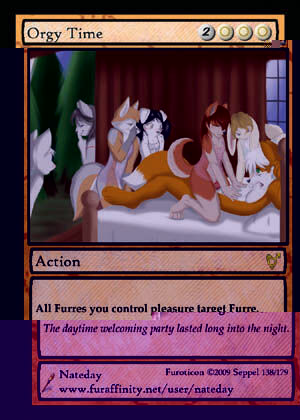 Orgy Time
2
Action
All Furres you control pleasure target Furre.
The daytime welcoming party lasted long into the night.
Nateday
Furoticon ©2009 Seppel 138/179
www.furaffinity.net/user/nateday